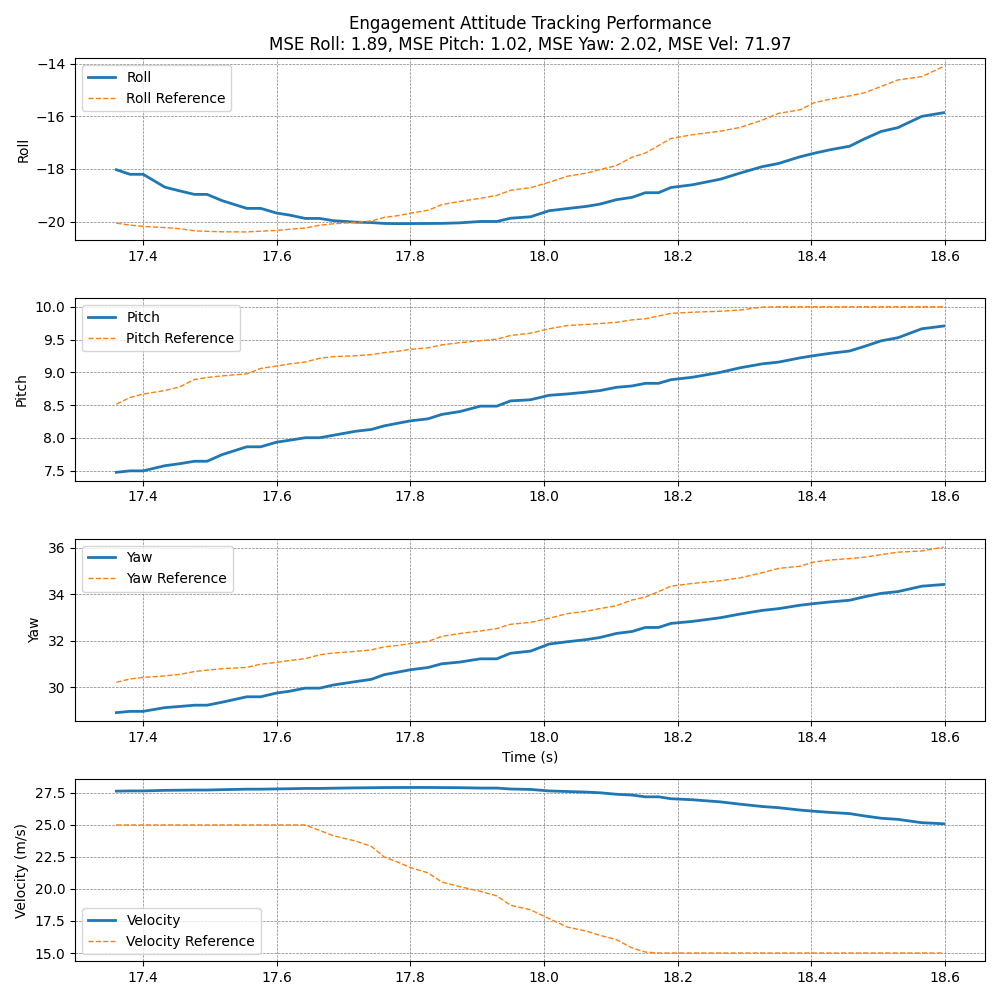 Engagement Attitude Tracking Performance
MSE Roll: 1.89, MSE Pitch: 1.02, MSE Yaw: 2.02, MSE Vel: 71.97
Roll
−14
−16
−18
−20
Roll
Roll Reference
17.4 17.6 17.8 18.0 18.2 18.4 18.6
Pitch
10.0
9.5
9.0
8.5
8.0
7.5
Pitch
Pitch Reference
17.4 17.6 17.8 18.0 18.2 18.4 18.6
Yaw
36
34
32
30
Yaw
Yaw Reference
17.4 17.6 17.8 18.0 18.2 18.4 18.6
Time (s)
Velocity (m/s)
27.5
25.0
22.5
20.0
17.5
15.0
Velocity
Velocity Reference
17.4 17.6 17.8 18.0 18.2 18.4 18.6